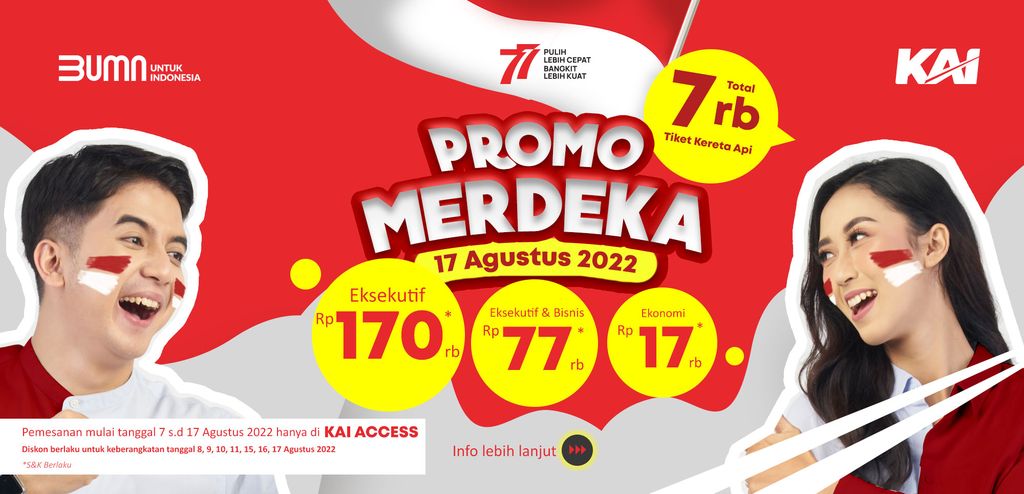 BUMN UNTUK
INDONESIA
77 PULIH
LEBIH CEPAT
BANGKIT
LEBIH KUAT
KAI
Total
7 rb
Tiket Kereta Api
PROMO
MERDEKA
17 Agustus 2022
Eksekutif
Rp 170* rb
Eksekutif & Bisnis
Rp 77* rb
Ekonomi
Rp 17* rb
Pemesanan mulai tanggal 7 s.d 17 Agustus 2022 hanya di KAI ACCESS
Diskon berlaku untuk keberangkatan tanggal 8, 9, 10, 11, 15, 16, 17 Agustus 2022
*S&K Berlaku
Info lebih lanjut